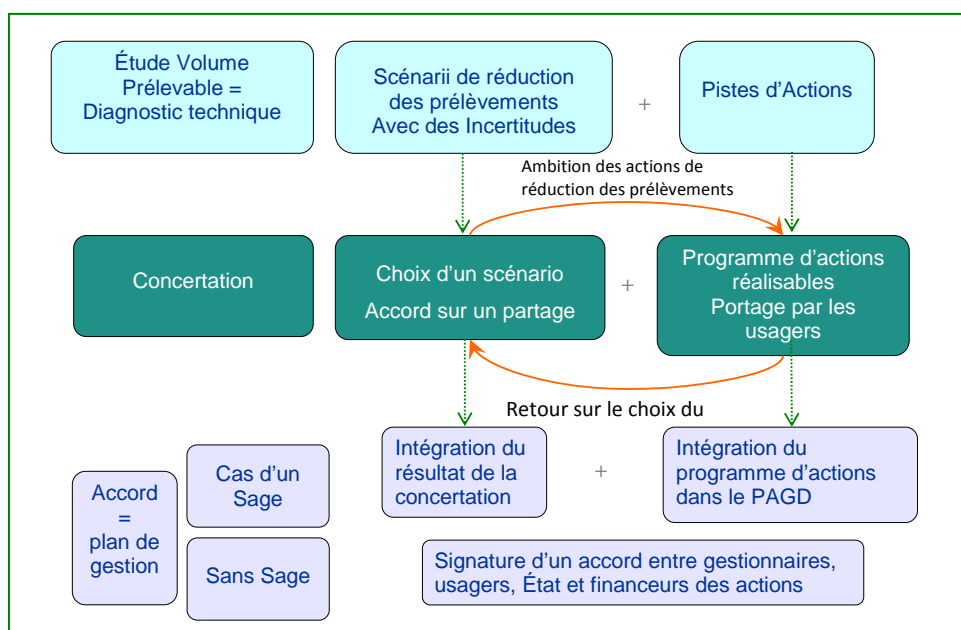 Étude Volume
Prélevable =
Diagnostic technique
Scénarii de réduction
des prélèvements
Avec des Incertitudes
+
Pistes d'Actions
Ambition des actions de
réduction des prélèvements
Concertation
Choix d'un scénario
Accord sur un partage
+
Programme d'actions
réalisables
Portage par les
usagers
Retour sur le choix du
Accord
=
plan de
gestion
Cas d'un
Sage
Intégration du
résultat de la
concertation
+
Intégration du
programme d'actions
dans le PAGD
Sans Sage
Signature d'un accord entre gestionnaires,
usagers, État et financeurs des actions